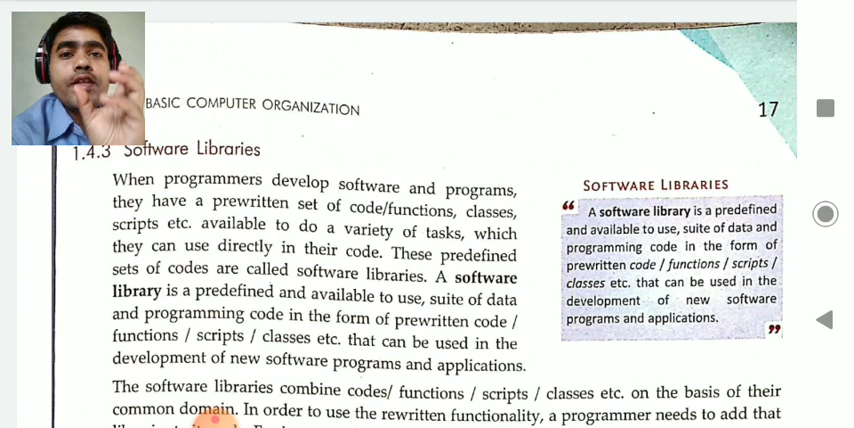 BASIC COMPUTER ORGANIZATION
17
1.4.3 Software Libraries
When programmers develop software and programs,
they have a prewritten set of code/functions, classes,
scripts etc. available to do a variety of tasks, which
they can use directly in their code. These predefined
sets of codes are called software libraries. A software
library is a predefined and available to use, suite of data
and programming code in the form of prewritten code /
functions / scripts / classes etc. that can be used in the
development of new software programs and applications.
SOFTWARE LIBRARIES
“ A software library is a predefined
and available to use, suite of data and
programming code in the form of
prewritten code / functions / scripts /
classes etc. that can be used in the
development of new software
programs and applications.
”
The software libraries combine codes/ functions / scripts / classes etc. on the basis of their
common domain. In order to use the rewritten functionality, a programmer needs to add that